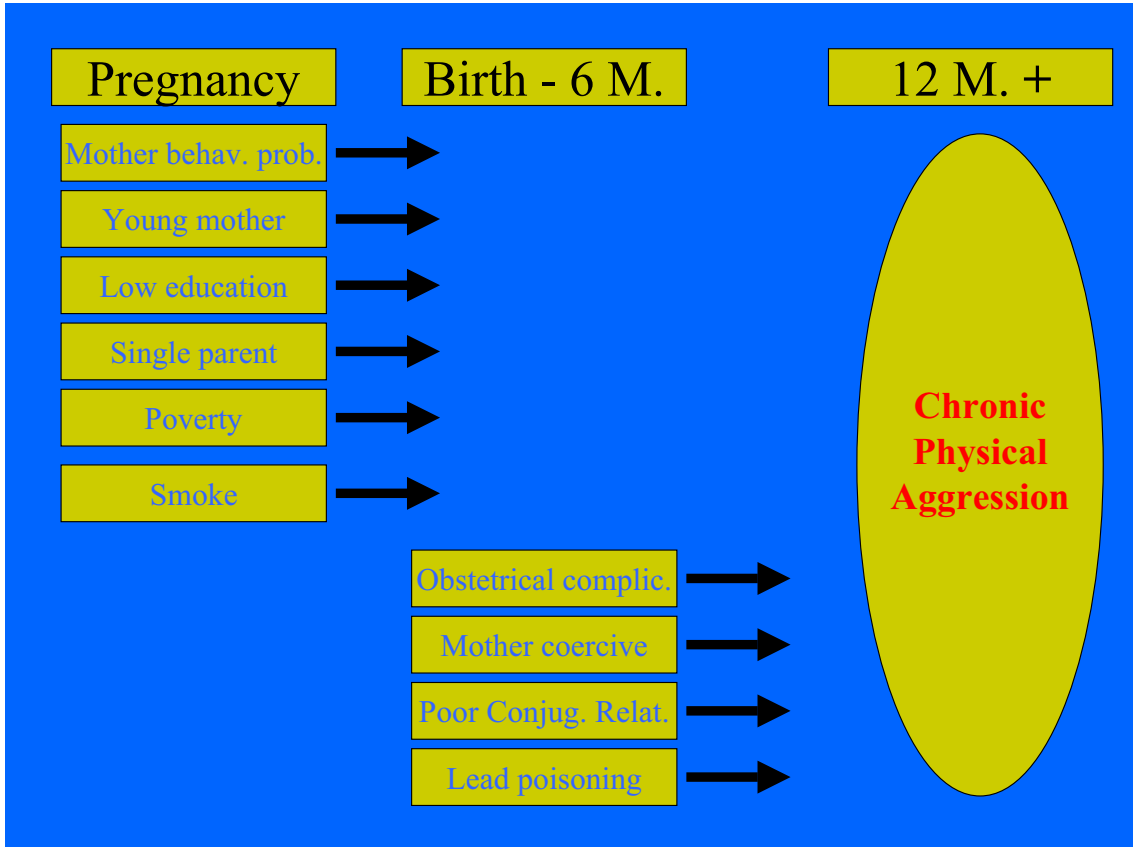 Pregnancy
Birth - 6 M.
12 M. +
Mother behav. prob.
Young mother
Low education
Single parent
Poverty
Smoke
Obstetrical complic.
Mother coercive
Poor Conjug. Relat.
Lead poisoning
Chronic
Physical
Aggression